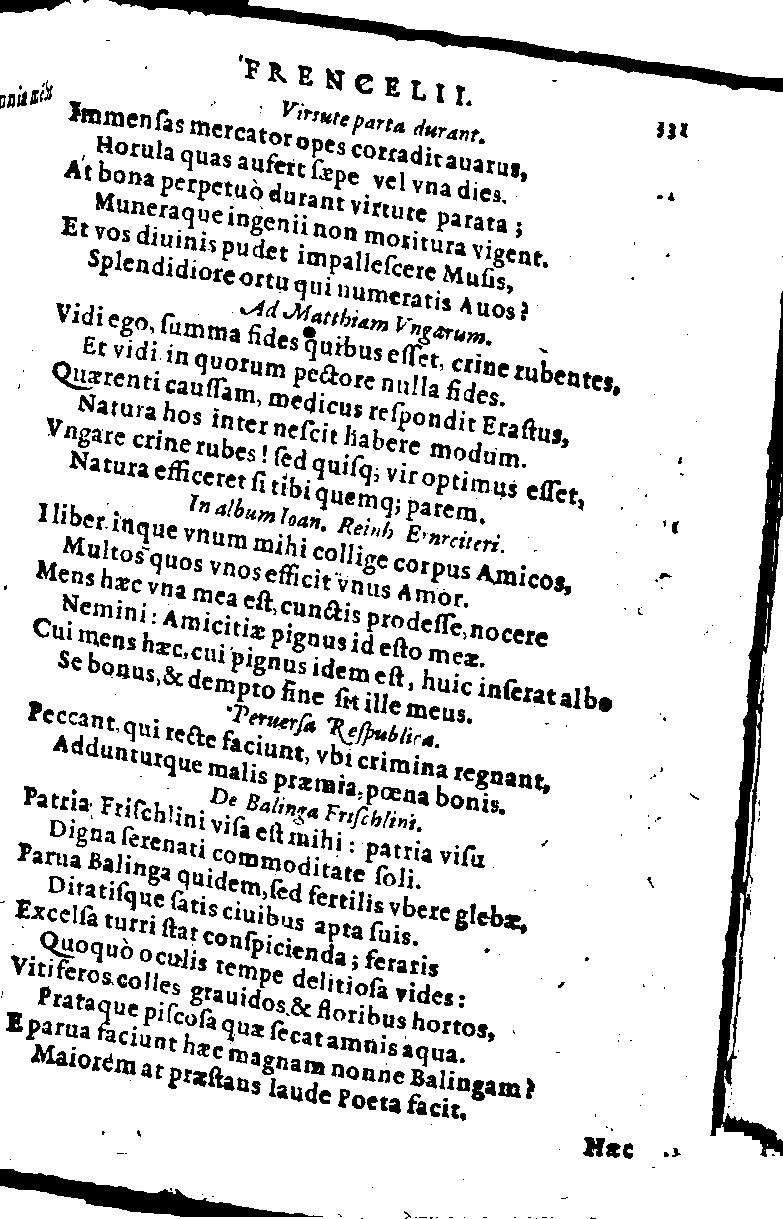 FRENCELII. 331
Virtute parta durant.
Immenſas mercator opes corradit auarus,
Horula quas aufert ſæpe vel vna dies.
At bona perpetuò durant virtute parata;
Muneraque ingenii non moritura vigent.
Et vos diuinis pudet impalleſcere Muſis,
Splendidiore ortu qui numeratis Auos?
Ad Matthiam Vngarum.
Vidi ego, ſumma fides quibus eſſet, crine rubentes,
Et vidi in quorum pectore nulla fides.
Quærenti cauſſam, medicus reſpondit Eraſtus,
Natura hos inter neſcit habere modum.
Vngare crine rubes! ſed quiſq; vir optimus eſſet,
Natura efficeret ſi tibi quemq; parem.
In album Ioan. Reinh
I liber inque vnum mihi collige corpus Amicos,
Multos quos vnos efficit vnus Amor.
Mens hæc vna mea eſt, cunctis prodeſſe, nocere
Nemini: Amicitiæ pignus id eſto meæ.
Cui mens hæc, cui pignus idem eſt, huic inſerat albo
Se bonus, & dempto fine ſit ille meus.
Peruerſa Reſpublica.
Peccant, qui recte faciunt, vbi crimina regnant,
Addunturque malis præmia, pœna bonis.
De Balinga Friſchlini.
Patria Friſchlini viſa eſt mihi: patria viſu
Digna ſerenati commoditate ſoli.
Parua Balinga quidem, ſed fertilis vbere glebæ,
Ditatiſque ſatis ciuibus apta ſuis.
Excelſa turri ſtat conſpicienda; feraris
Quoquò oculis tempe delitioſa vides:
Vitiferos colles grauidos & floribus hortos,
Prataque piſcoſa quæ ſecat amnis aqua.
E parua faciunt hæc magnam nonne Balingam?
Maiorem at præſtans laude Poeta facit.
Hæc